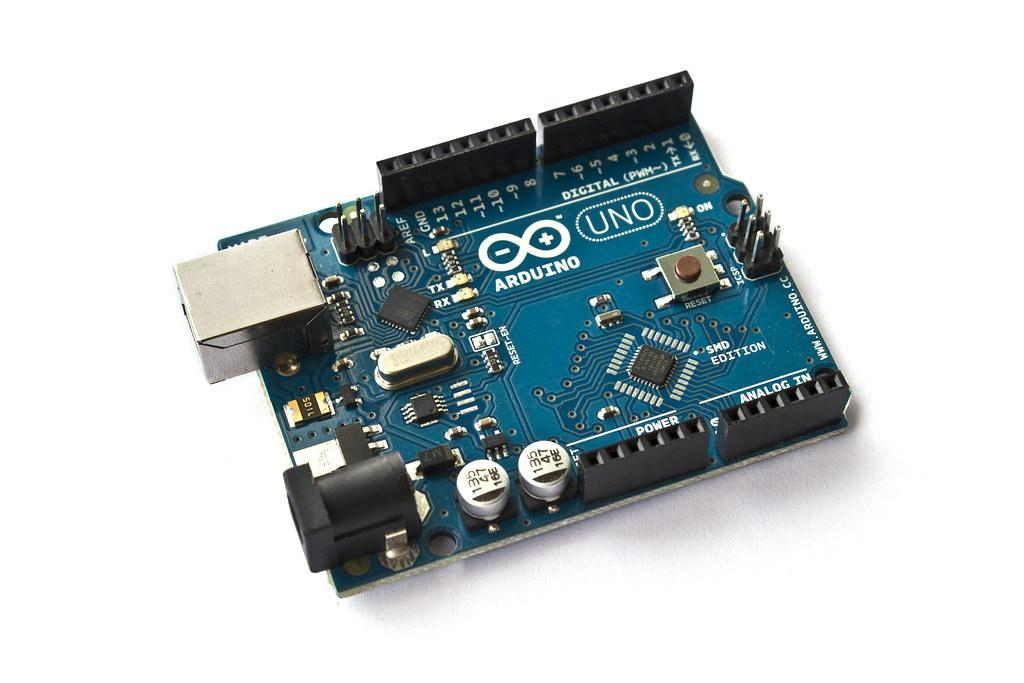 AREF
GND
13
12
~11
~10
~9
8
7
~6
~5
4
~3
2
TX→1
RX←0
DIGITAL (PWM~)
UNO
ARDUINO
TX
RX
ON
RESET
ICSP
RESET-EN
SMD
EDITION
WWW.ARDUINO.CC
ANALOG IN
POWER
501
M7
135
47
16E
135
47
16E